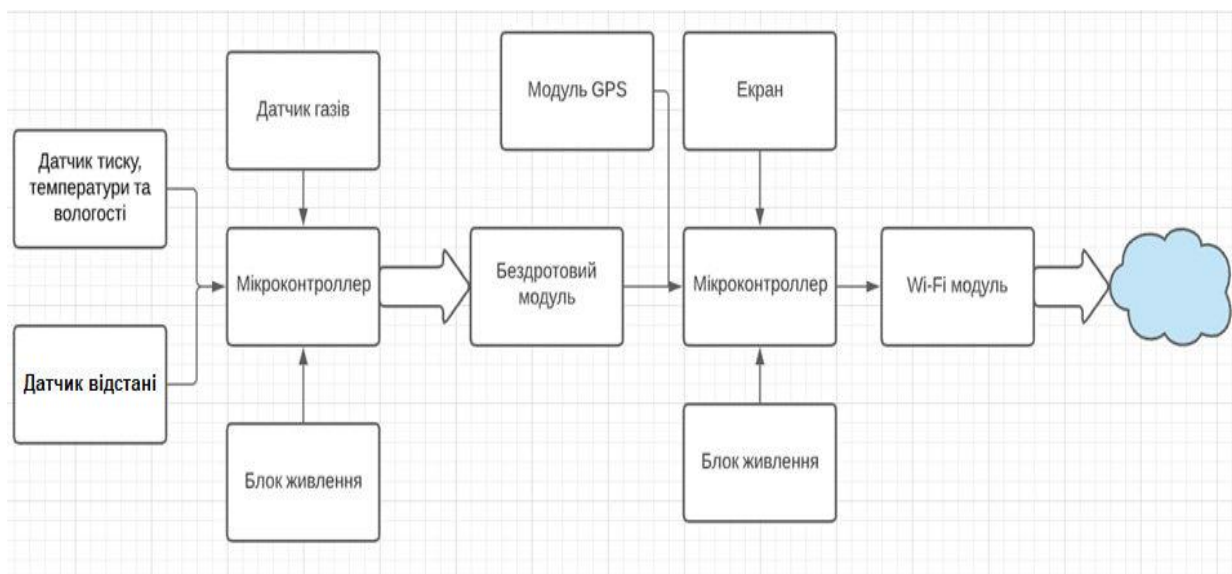 Датчик газів
Модуль GPS
Екран
Датчик тиску,
температури та
вологості
Мікроконтроллер
Бездротовий
модуль
Мікроконтроллер
Wi-Fi модуль
Датчик відстані
Блок живлення
Блок живлення